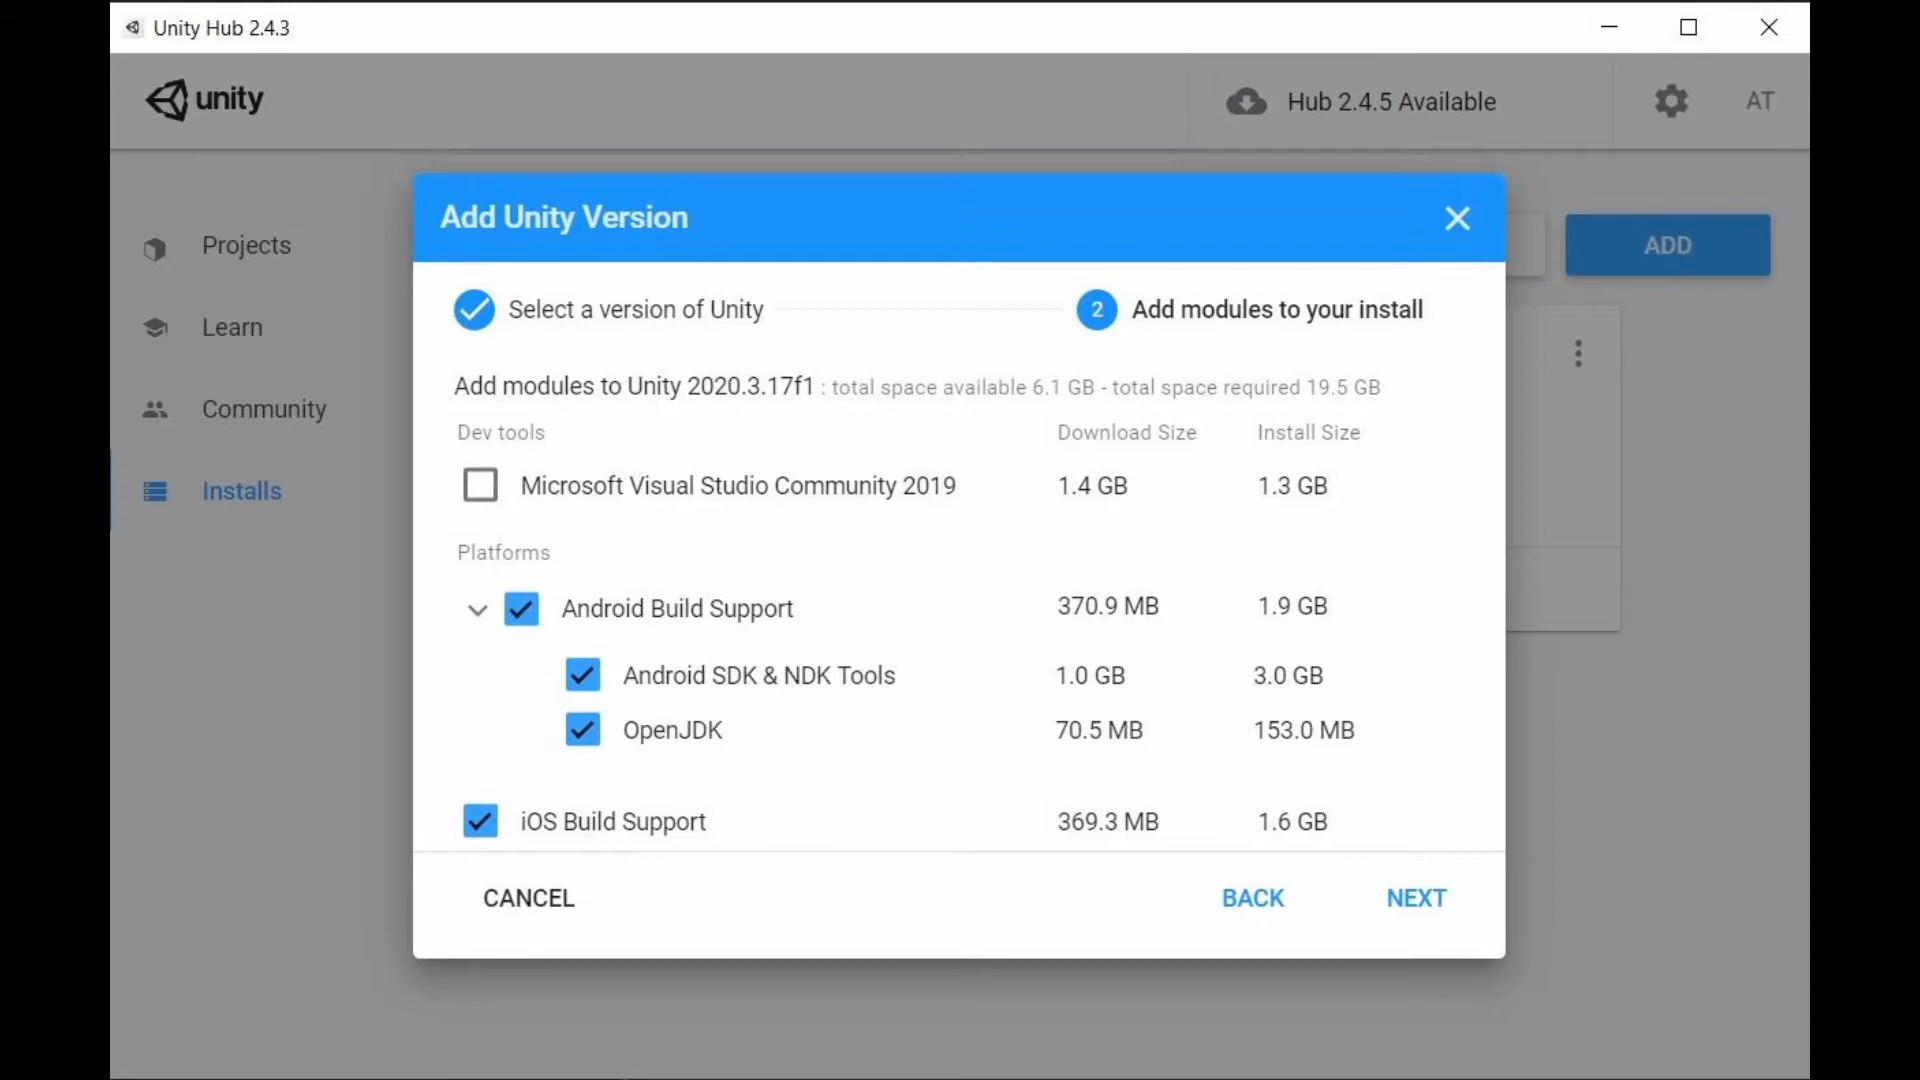 Unity Hub 2.4.3
unity
Hub 2.4.5 Available
AT
Projects
Learn
Community
Installs
ADD
Add Unity Version
Select a version of Unity
2 Add modules to your install
Add modules to Unity 2020.3.17f1 : total space available 6.1 GB - total space required 19.5 GB
Dev tools Download Size Install Size
Microsoft Visual Studio Community 2019 1.4 GB 1.3 GB
Platforms
Android Build Support 370.9 MB 1.9 GB
Android SDK & NDK Tools 1.0 GB 3.0 GB
OpenJDK 70.5 MB 153.0 MB
iOS Build Support 369.3 MB 1.6 GB
CANCEL BACK NEXT